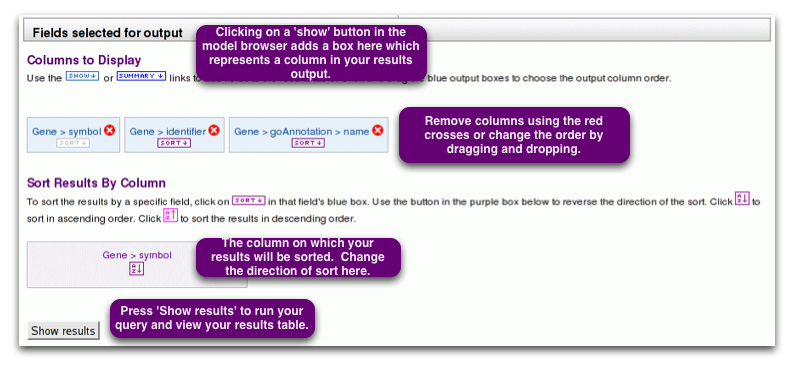 Fields selected for output
Clicking on a 'show' button in the
model browser adds a box here which
represents a column in your results
output.
Columns to Display
Use the SHOW↓ or SUMMARY↓ links to blue output boxes to choose the output column order.
Gene > symbol
SORT↓
Gene > identifier
SORT↓
Gene > goAnnotation > name
SORT↓
Remove columns using the red
crosses or change the order by
dragging and dropping.
Sort Results By Column
To sort the results by a specific field, click on SORT↓ in that field's blue box. Use the button in the purple box below to reverse the direction of the sort. Click AZ↓ to
sort in ascending order. Click AZ↑ to sort the results in descending order.
Gene > symbol
AZ↓
The column on which your
results will be sorted. Change
the direction of sort here.
Press 'Show results' to run your
query and view your results table.
Show results